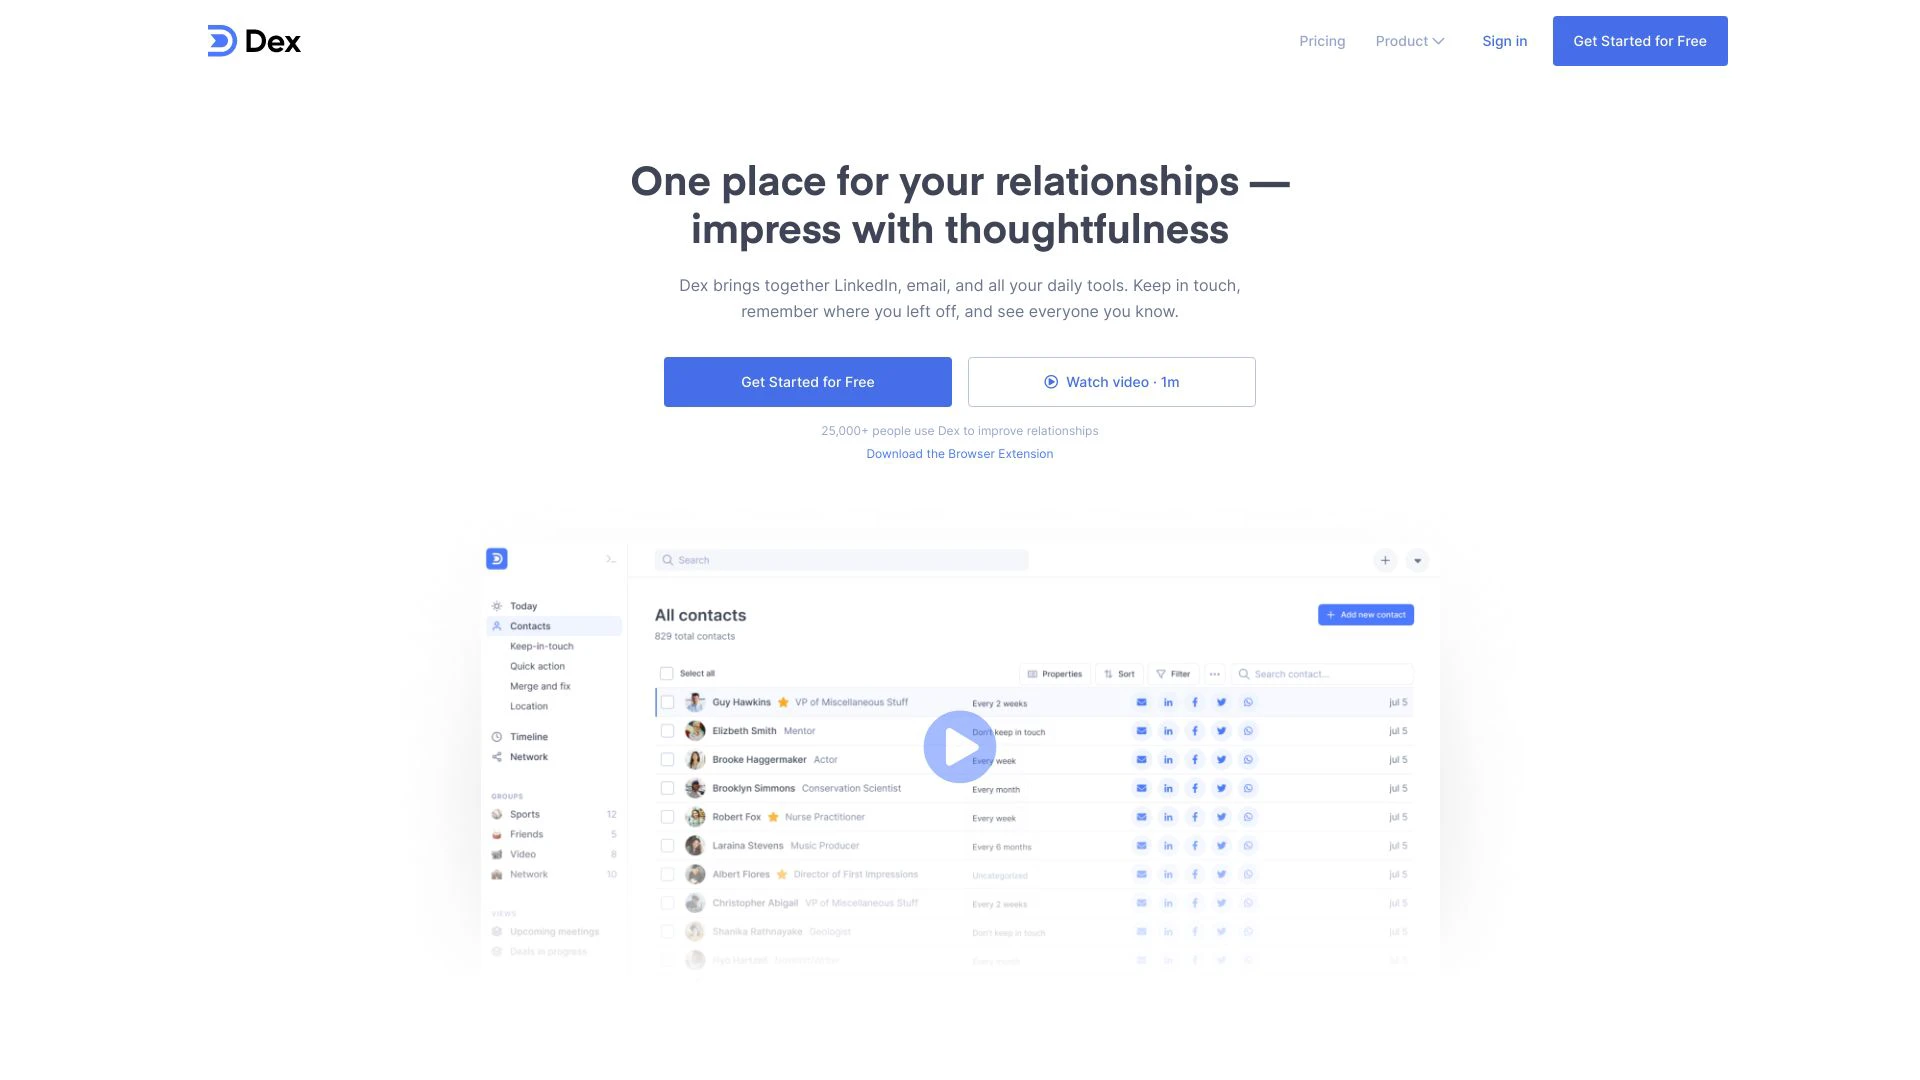 Dex
Pricing
Product
Sign in
Get Started for Free
One place for your relationships —
impress with thoughtfulness
Dex brings together LinkedIn, email, and all your daily tools. Keep in touch,
remember where you left off, and see everyone you know.
Get Started for Free
Watch video · 1m
25,000+ people use Dex to improve relationships
Download the Browser Extension
Search
Today
Contacts
Keep-in-touch
Quick action
Merge and fix
Location
Timeline
Network
GROUPS
Sports 12
Friends 5
Video 8
Network 10
VIEWS
Upcoming meetings
Deals in progress
All contacts
829 total contacts
+ Add new contact
Select all
Properties
Sort
Filter
Search contact...
Guy Hawkins VP of Miscellaneous Stuff Every 2 weeks jul 5
Elizbeth Smith Mentor Don't keep in touch jul 5
Brooke Haggermaker Actor Every week jul 5
Brooklyn Simmons Conservation Scientist Every month jul 5
Robert Fox Nurse Practitioner Every week jul 5
Laraina Stevens Music Producer Every 6 months jul 5
Albert Flores Director of First Impressions Uncategorized jul 5
Christopher Abigail VP of Miscellaneous Stuff Every 2 weeks jul 5
Shanika Rathnayake Geologist Don't keep in touch jul 5
Every month jul 5